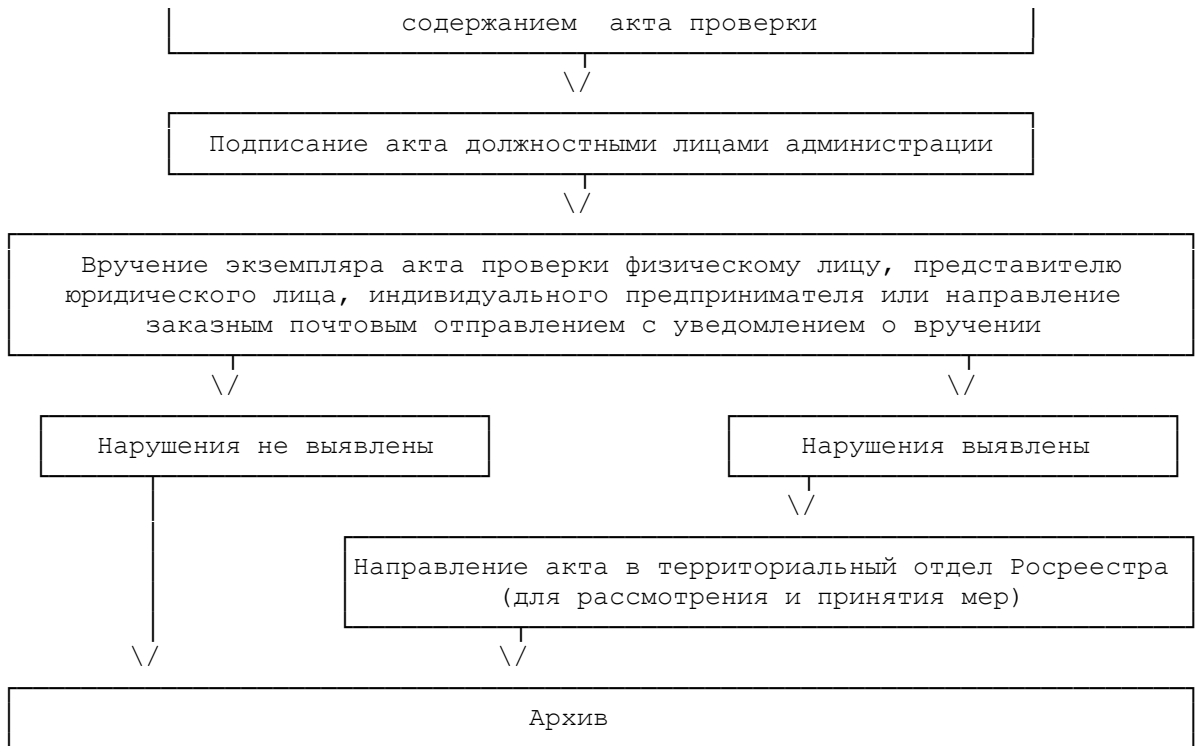 содержанием акта проверки
Подписание акта должностными лицами администрации
Вручение экземпляра акта проверки физическому лицу, представителю
юридического лица, индивидуального предпринимателя или направление
заказным почтовым отправлением с уведомлением о вручении
Нарушения не выявлены
Нарушения выявлены
Направление акта в территориальный отдел Росреестра
(для рассмотрения и принятия мер)
Архив